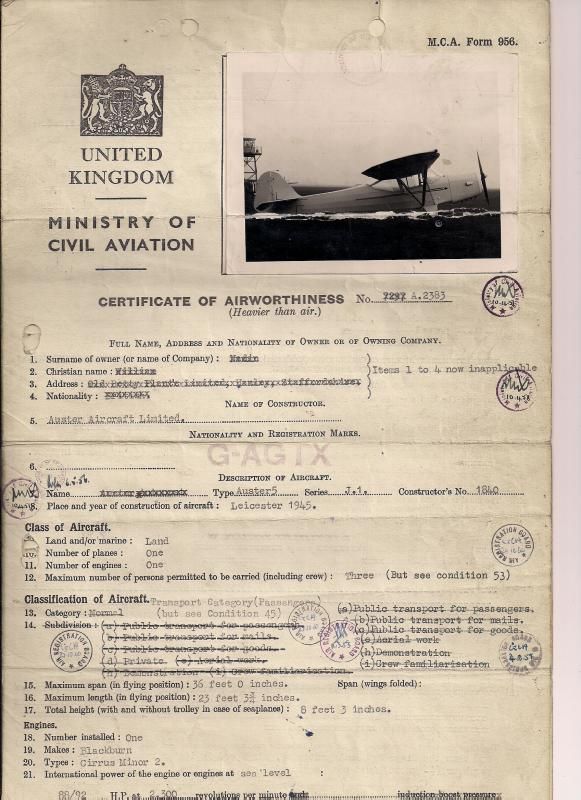 M.C.A. Form 956.
UNITED
KINGDOM
MINISTRY OF
CIVIL AVIATION
CERTIFICATE OF AIRWORTHINESS No. 7297 A.2383
(Heavier than air.)
FULL NAME, ADDRESS AND NATIONALITY OF OWNER OR OF OWNING COMPANY.
1. Surname of owner (or name of Company) :
2. Christian name : William
3. Address :
4. Nationality :
Items 1 to 4 now inapplicable
NAME OF CONSTRUCTOR.
5. Auster Aircraft Limited.
NATIONALITY AND REGISTRATION MARKS.
G-AGTX
6.
DESCRIPTION OF AIRCRAFT.
Name Type Auster5 Series J.1. Constructor's No. 1840
8. Place and year of construction of aircraft : Leicester 1945.
Class of Aircraft.
Land and/or marine : Land
10. Number of planes : One
11. Number of engines : One
12. Maximum number of persons permitted to be carried (including crew) : Three (But see condition 53)
Classification of Aircraft. Transport Category(Passenger)
13. Category: Normal (but see Condition 45) (a)Public transport for passengers.
14. Subdivision : (a) Public transport for passengers (b)Public transport for mails.
(b) Public transport for mails. (c)Public transport for goods.
(c) Public transport for goods. (e)Aerial work
(d) Private (e) Aerial work. (h)Demonstration
(h) Demonstration (i) Crew familiarisation. (i)Crew familiarisation
15. Maximum span (in flying position) : 36 feet 0 inches. Span (wings folded) :
16. Maximum length (in flying position) : 23 feet 3¾ inches.
17. Total height (with and without trolley in case of seaplanes) : 6 feet 3 inches.
Engines.
18. Number installed : One
19. Makes : Blackburn
20. Types : Cirrus Minor 2.
21. International power of the engine or engines at sea level :
88/92 H.P. at 2,300 revolutions per minute and induction boost pressure